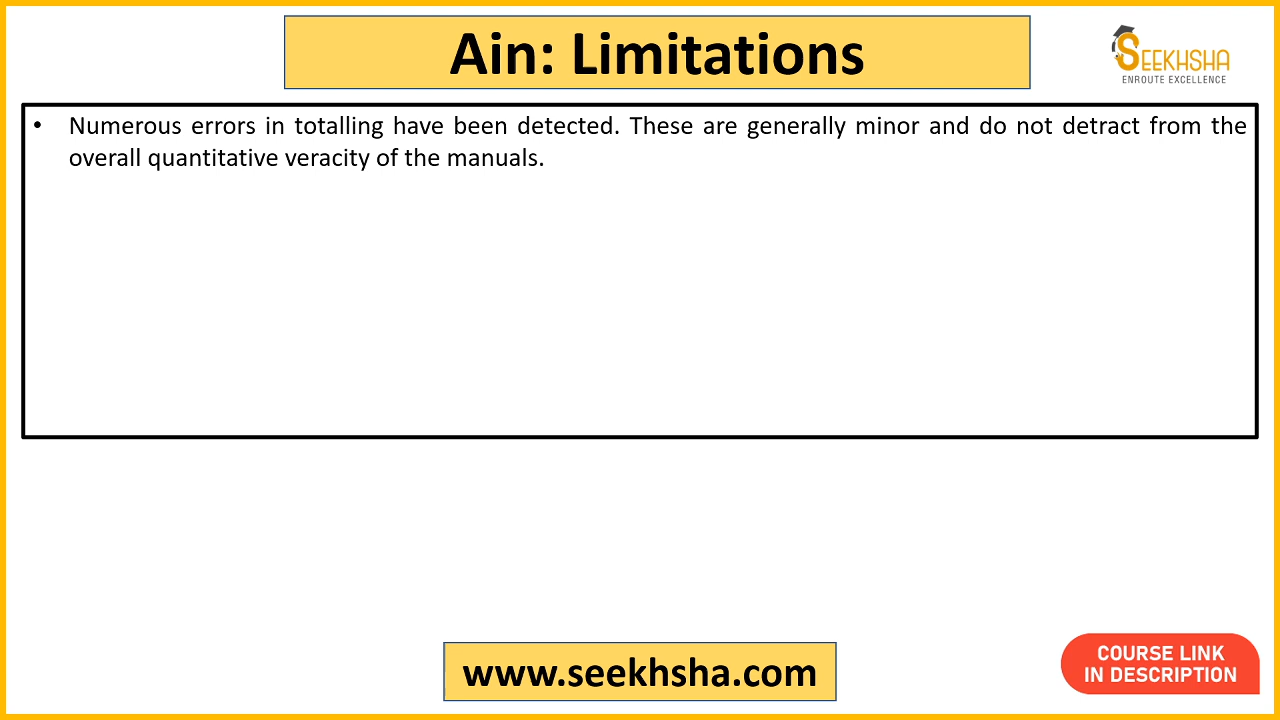 Ain: Limitations
SEEKHSHA
ENROUTE EXCELLENCE
• Numerous errors in totalling have been detected. These are generally minor and do not detract from the
overall quantitative veracity of the manuals.
www.seekhsha.com
COURSE LINK
IN DESCRIPTION